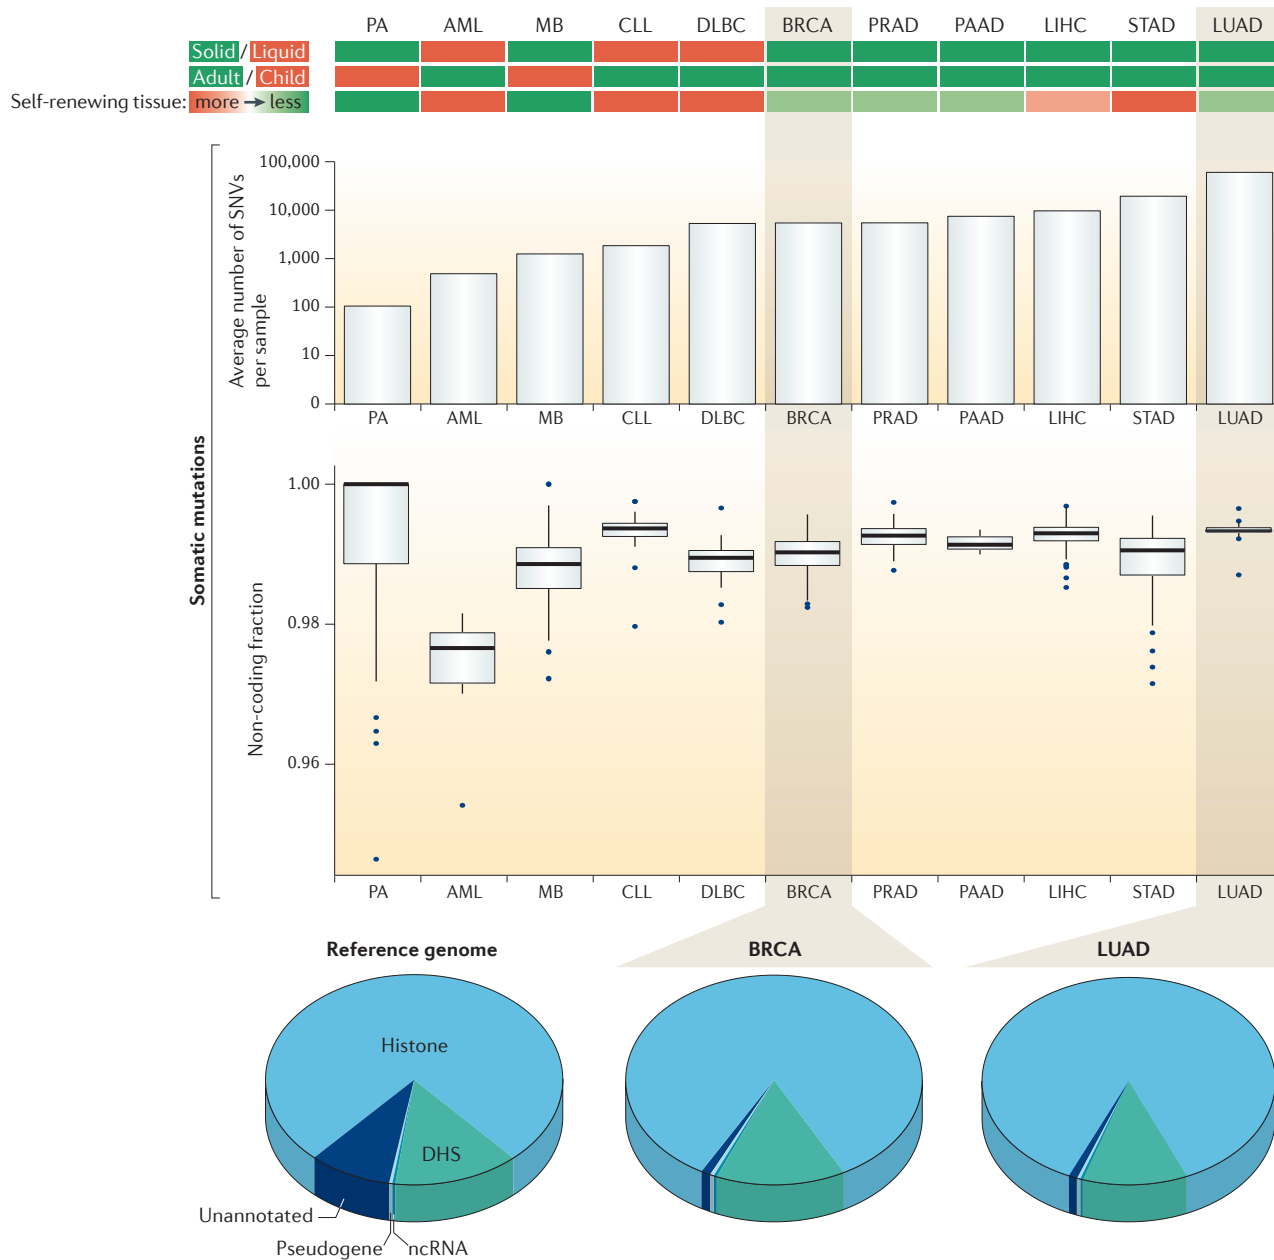 PA AML MB CLL DLBC BRCA PRAD PAAD LIHC STAD LUAD
Solid / Liquid
Adult / Child
Self-renewing tissue: more → less
Somatic mutations
Average number of SNVs
per sample
100,000
10,000
1,000
100
10
0
PA AML MB CLL DLBC BRCA PRAD PAAD LIHC STAD LUAD
Non-coding fraction
1.00
0.98
0.96
PA AML MB CLL DLBC BRCA PRAD PAAD LIHC STAD LUAD
Reference genome BRCA LUAD
Histone
DHS
Unannotated
Pseudogene ncRNA